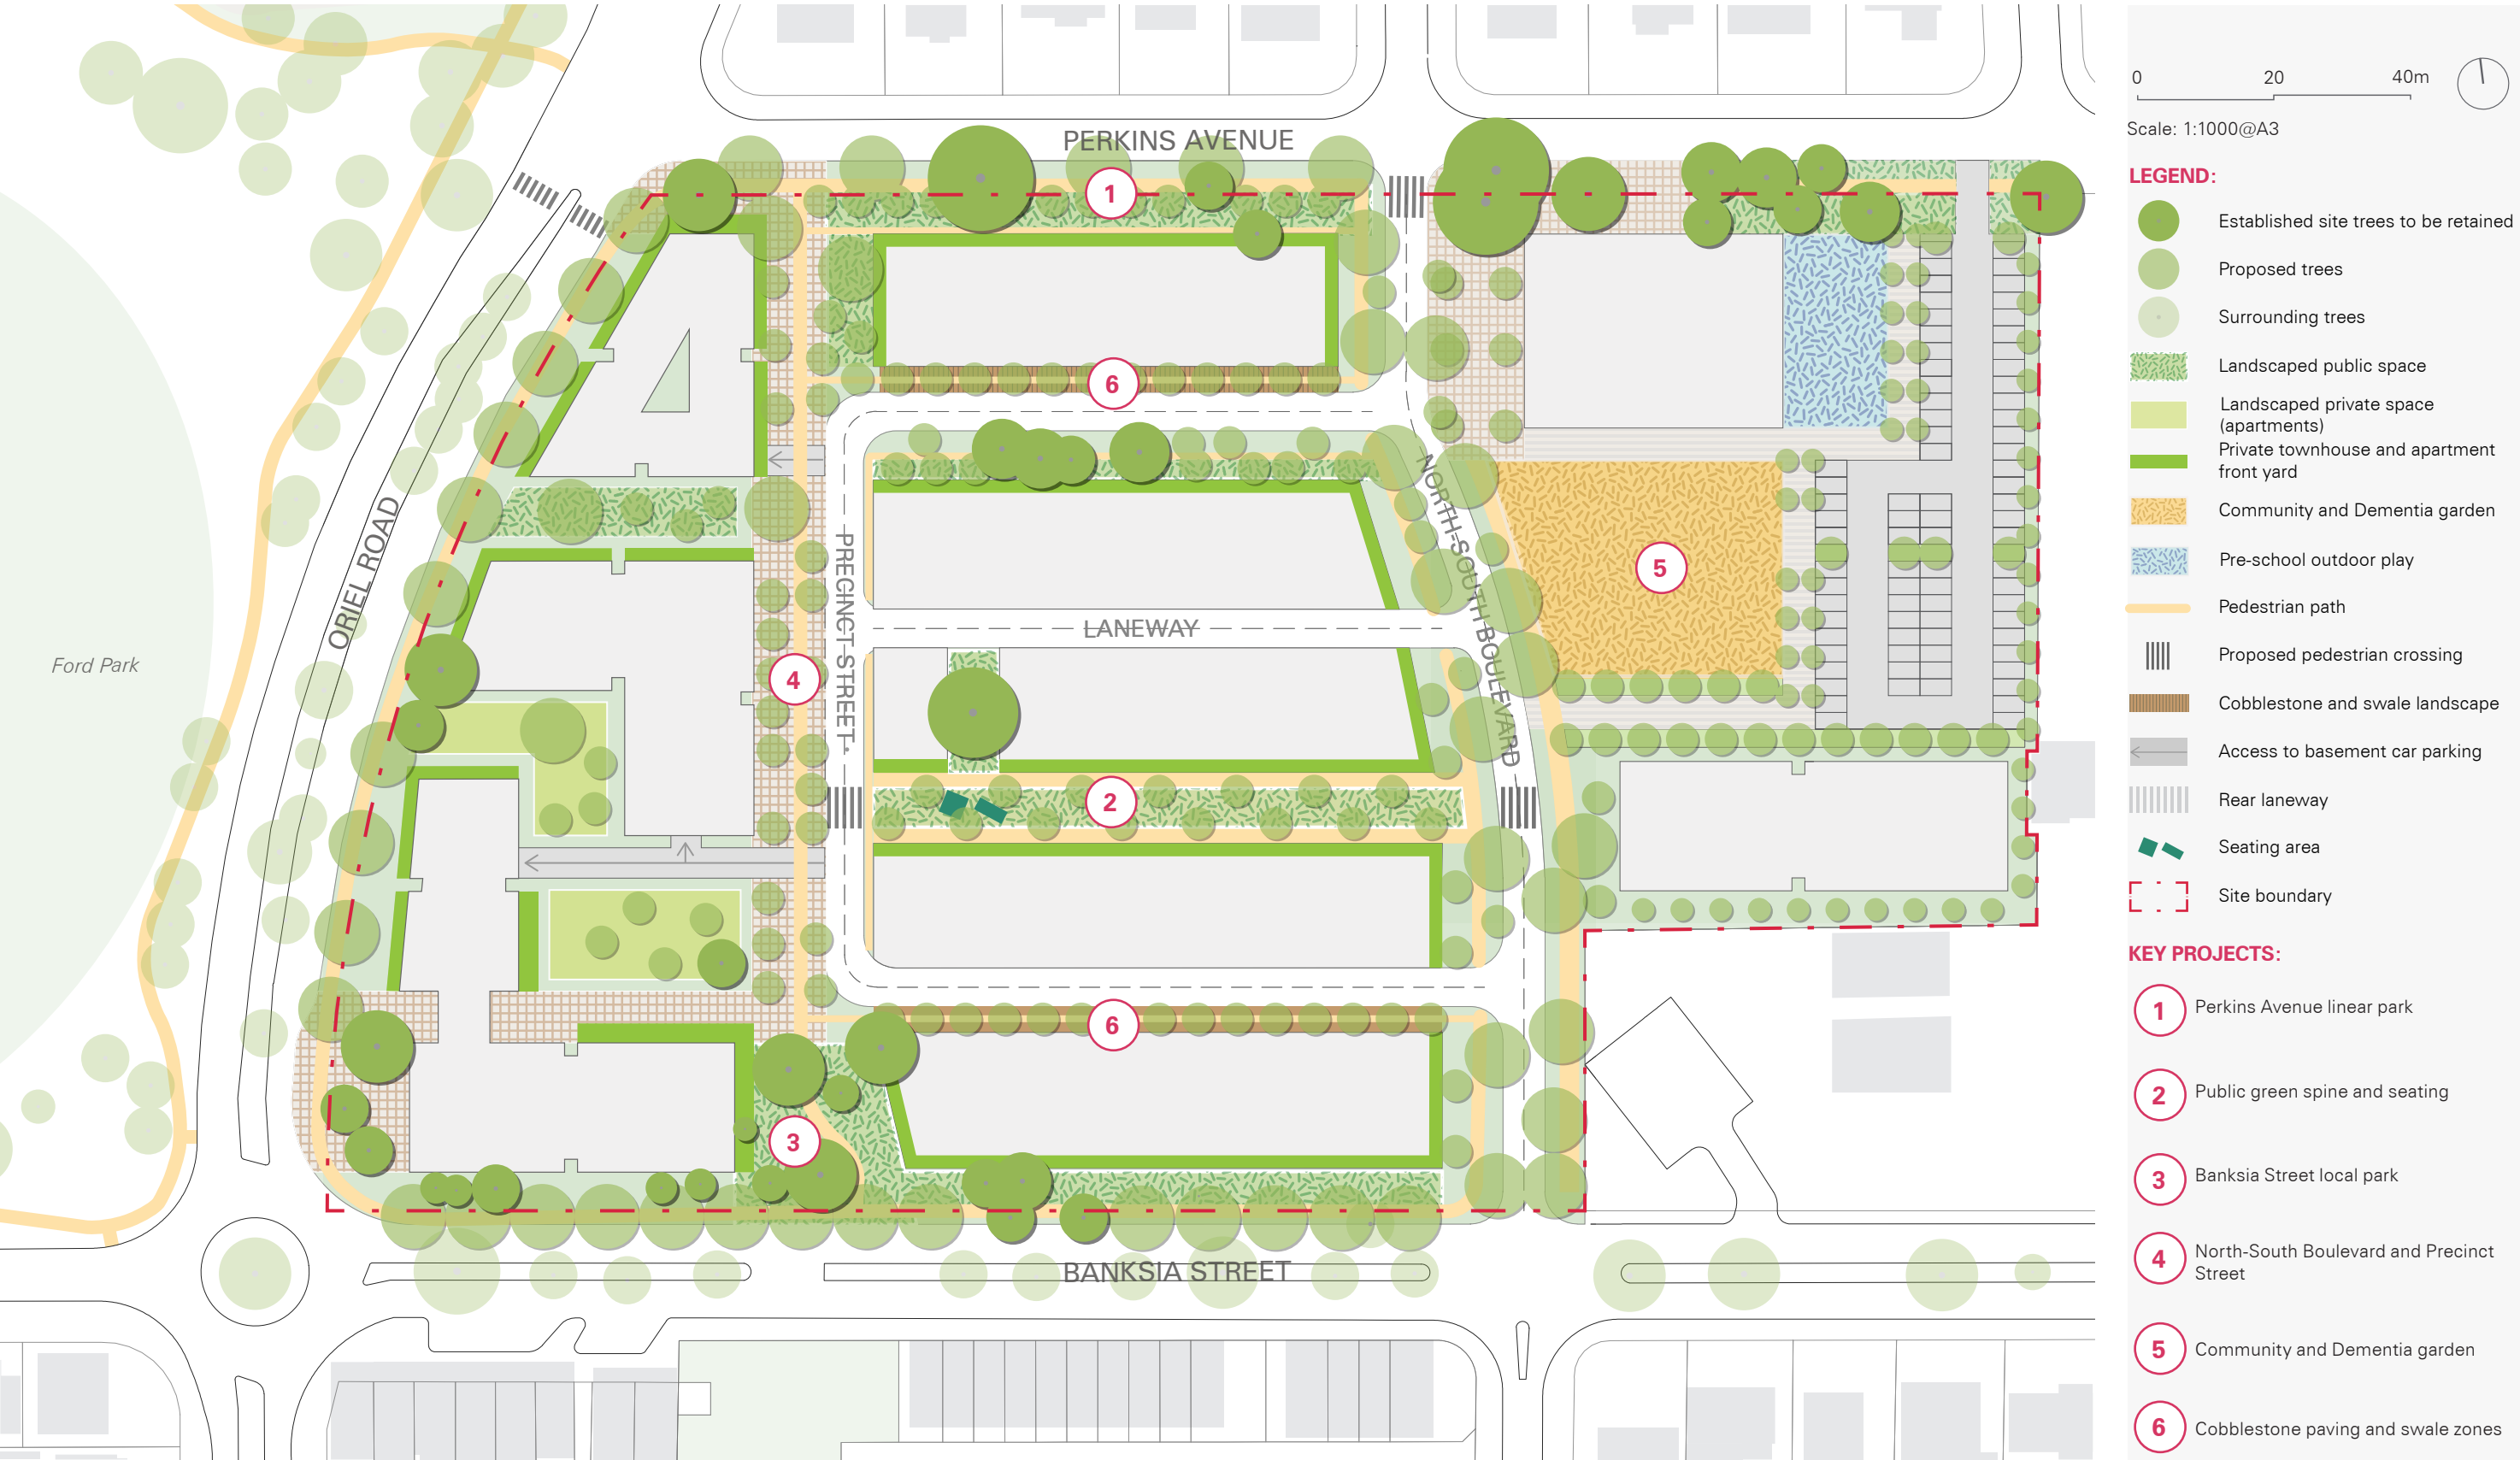 PERKINS AVENUE
1
6
ORIEL ROAD
PRECINCT STREET
NORTH-SOUTH BOULEVARD
5
LANEWAY
Ford Park
4
2
6
3
BANKSIA STREET
0 20 40m
Scale: 1:1000@A3
LEGEND:
Established site trees to be retained
Proposed trees
Surrounding trees
Landscaped public space
Landscaped private space
(apartments)
Private townhouse and apartment
front yard
Community and Dementia garden
Pre-school outdoor play
Pedestrian path
Proposed pedestrian crossing
Cobblestone and swale landscape
Access to basement car parking
Rear laneway
Seating area
Site boundary
KEY PROJECTS:
1 Perkins Avenue linear park
2 Public green spine and seating
3 Banksia Street local park
4 North-South Boulevard and Precinct
Street
5 Community and Dementia garden
6 Cobblestone paving and swale zones